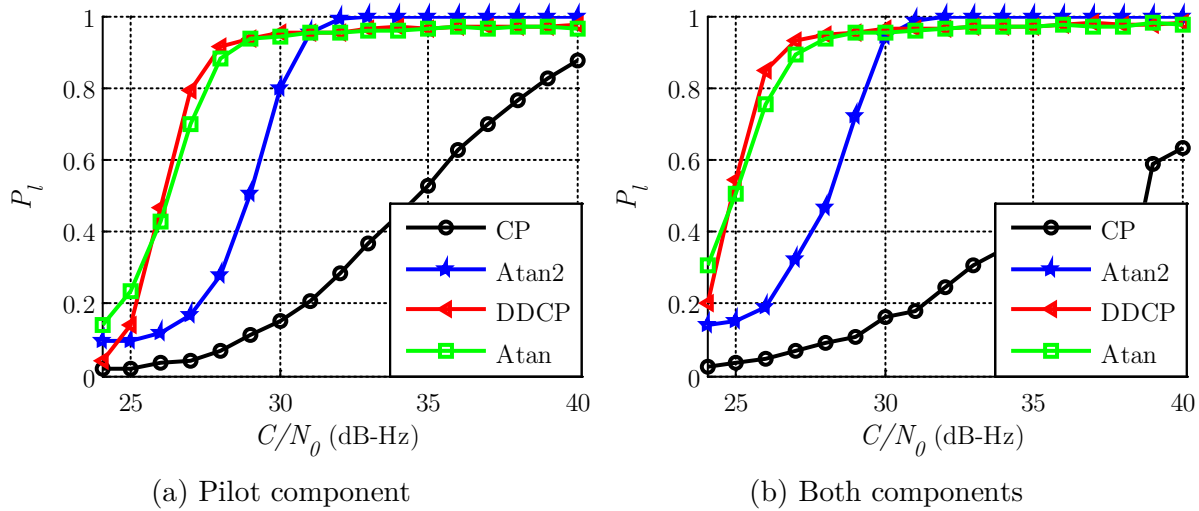 1
0.8
0.6
0.4
0.2
0
P_l
25 30 35 40
C/N_0 (dB-Hz)
CP
Atan2
DDCP
Atan
(a) Pilot component
1
0.8
0.6
0.4
0.2
0
P_l
25 30 35 40
C/N_0 (dB-Hz)
CP
Atan2
DDCP
Atan
(b) Both components